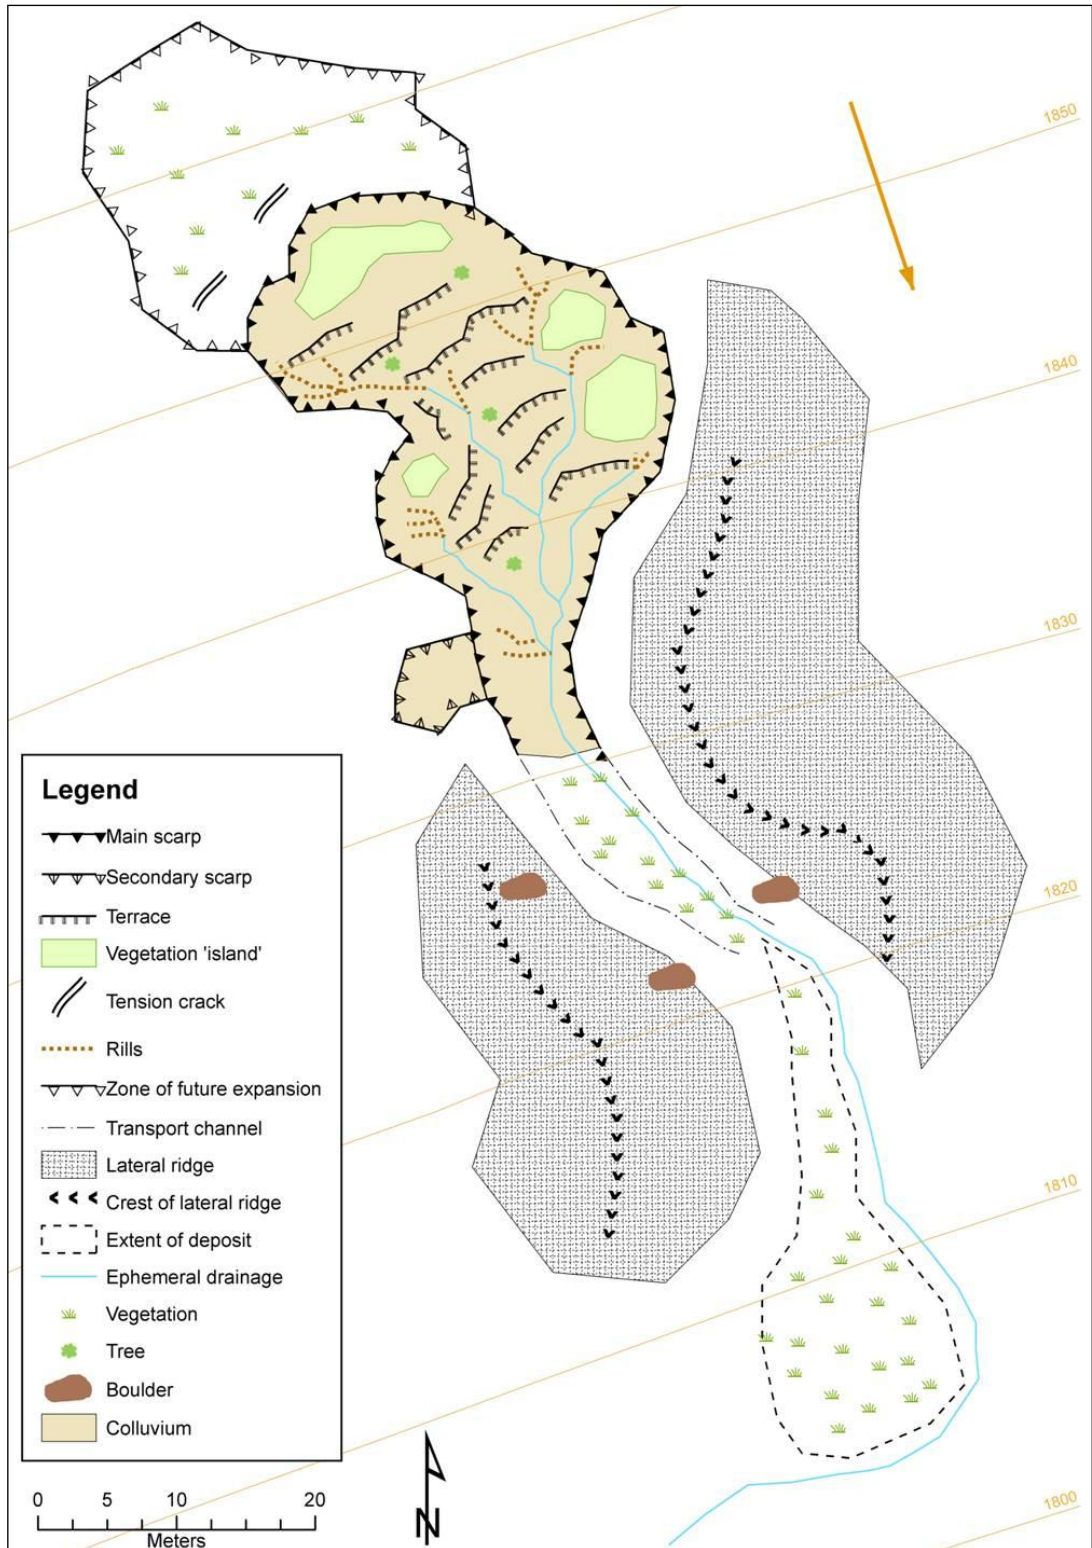 1850
1840
1830
1820
1810
1800
Legend
Main scarp
Secondary scarp
Terrace
Vegetation 'island'
Tension crack
Rills
Zone of future expansion
Transport channel
Lateral ridge
Crest of lateral ridge
Extent of deposit
Ephemeral drainage
Vegetation
Tree
Boulder
Colluvium
0 5 10 20
Meters
N